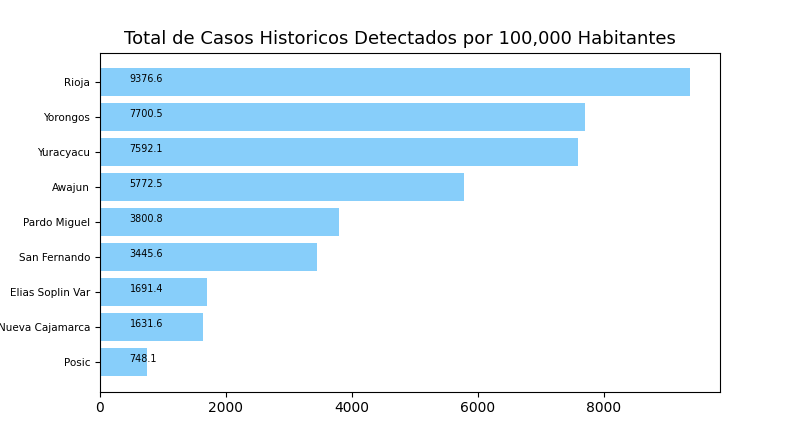 Total de Casos Historicos Detectados por 100,000 Habitantes
Rioja 9376.6
Yorongos 7700.5
Yuracyacu 7592.1
Awajun 5772.5
Pardo Miguel 3800.8
San Fernando 3445.6
Elias Soplin Var 1691.4
Nueva Cajamarca 1631.6
Posic 748.1
0 2000 4000 6000 8000